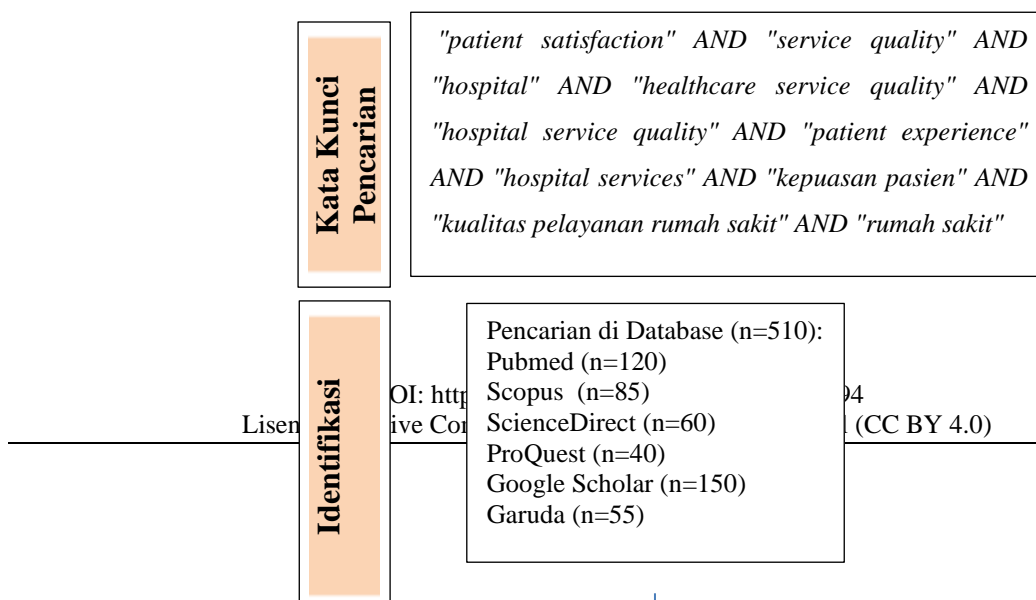 Kata Kunci
Pencarian
"patient satisfaction" AND "service quality" AND
"hospital" AND "healthcare service quality" AND
"hospital service quality" AND "patient experience"
AND "hospital services" AND "kepuasan pasien" AND
"kualitas pelayanan rumah sakit" AND "rumah sakit"
Identifikasi
Pencarian di Database (n=510):
Pubmed (n=120)
Scopus (n=85)
ScienceDirect (n=60)
ProQuest (n=40)
Google Scholar (n=150)
Garuda (n=55)
(CC BY 4.0)